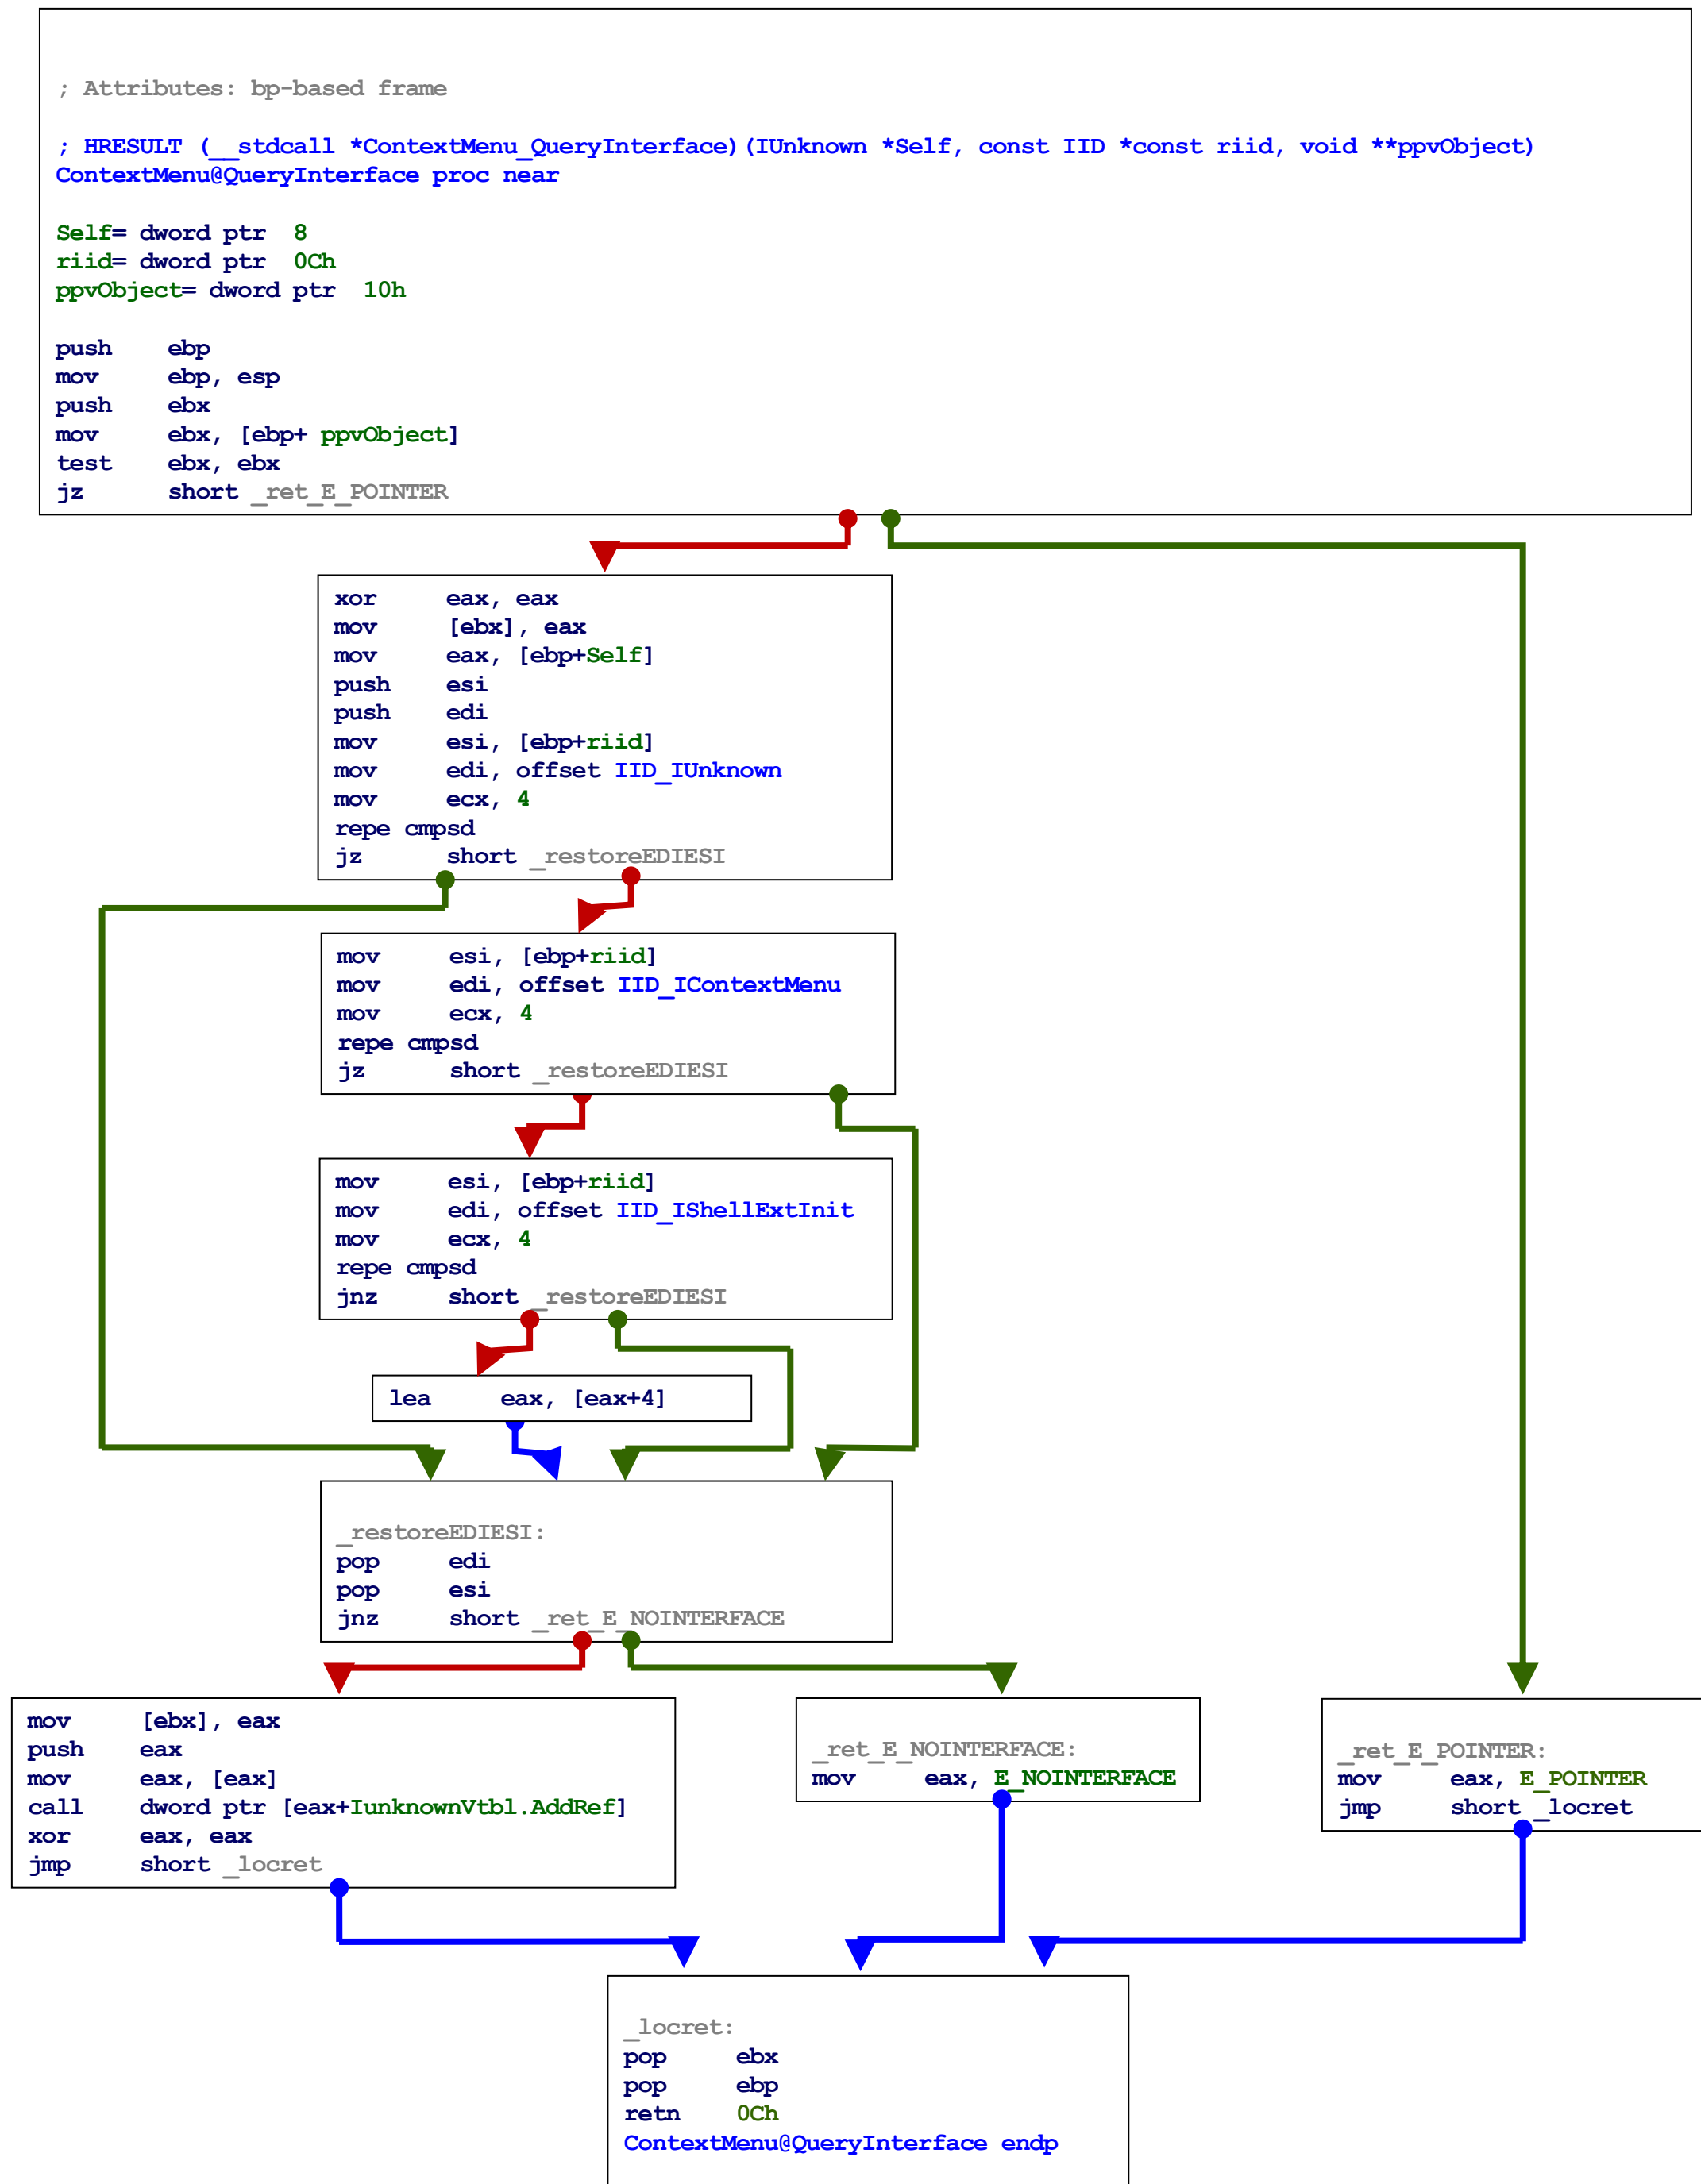 ; Attributes: bp-based frame
; HRESULT (__stdcall *ContextMenu_QueryInterface)(IUnknown *Self, const IID *const riid, void **ppvObject)
ContextMenu@QueryInterface proc near
Self= dword ptr  8
riid= dword ptr  0Ch
ppvObject= dword ptr  10h
push    ebp
mov     ebp, esp
push    ebx
mov     ebx, [ebp+ ppvObject]
test    ebx, ebx
jz      short _ret_E_POINTER
xor     eax, eax
mov     [ebx], eax
mov     eax, [ebp+Self]
push    esi
push    edi
mov     esi, [ebp+riid]
mov     edi, offset IID_IUnknown
mov     ecx, 4
repe cmpsd
jz      short _restoreEDIESI
mov     esi, [ebp+riid]
mov     edi, offset IID_IContextMenu
mov     ecx, 4
repe cmpsd
jz      short _restoreEDIESI
mov     esi, [ebp+riid]
mov     edi, offset IID_IShellExtInit
mov     ecx, 4
repe cmpsd
jnz     short _restoreEDIESI
lea     eax, [eax+4]
_restoreEDIESI:
pop     edi
pop     esi
jnz     short _ret_E_NOINTERFACE
mov     [ebx], eax
push    eax
mov     eax, [eax]
call    dword ptr [eax+IunknownVtbl.AddRef]
xor     eax, eax
jmp     short _locret
_ret_E_NOINTERFACE:
mov     eax, E_NOINTERFACE
_ret_E_POINTER:
mov     eax, E_POINTER
jmp     short _locret
_locret:
pop     ebx
pop     ebp
retn    0Ch
ContextMenu@QueryInterface endp